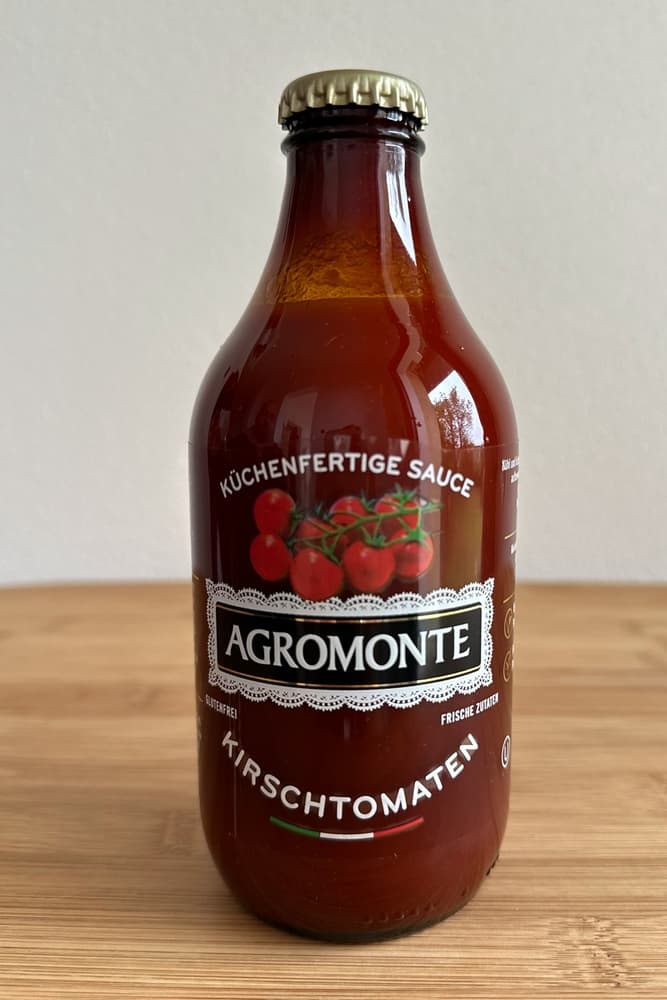 KÜCHENFERTIGE SAUCE
AGROMONTE
GLUTENFREI
FRISCHE ZUTATEN
KIRSCHTOMATEN